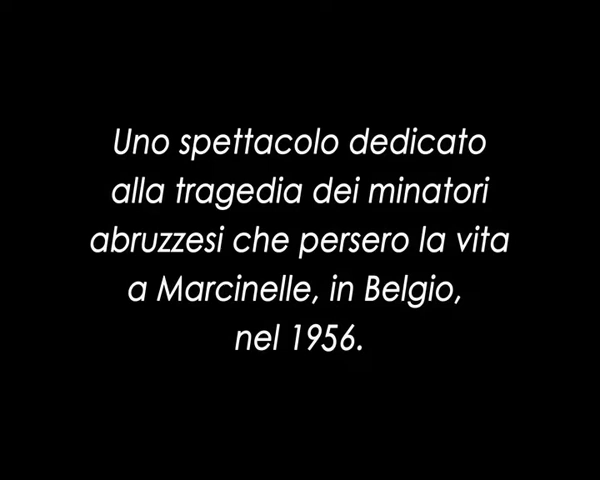 Uno spettacolo dedicato
alla tragedia dei minatori
abruzzesi che persero la vita
a Marcinelle, in Belgio,
nel 1956.